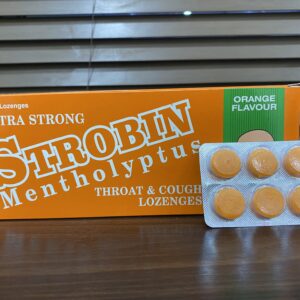 Lozenges
TRA STRONG
STROBIN
Mentholyptus
THROAT & COUGH
LOZENGES
ORANGE
FLAVOUR